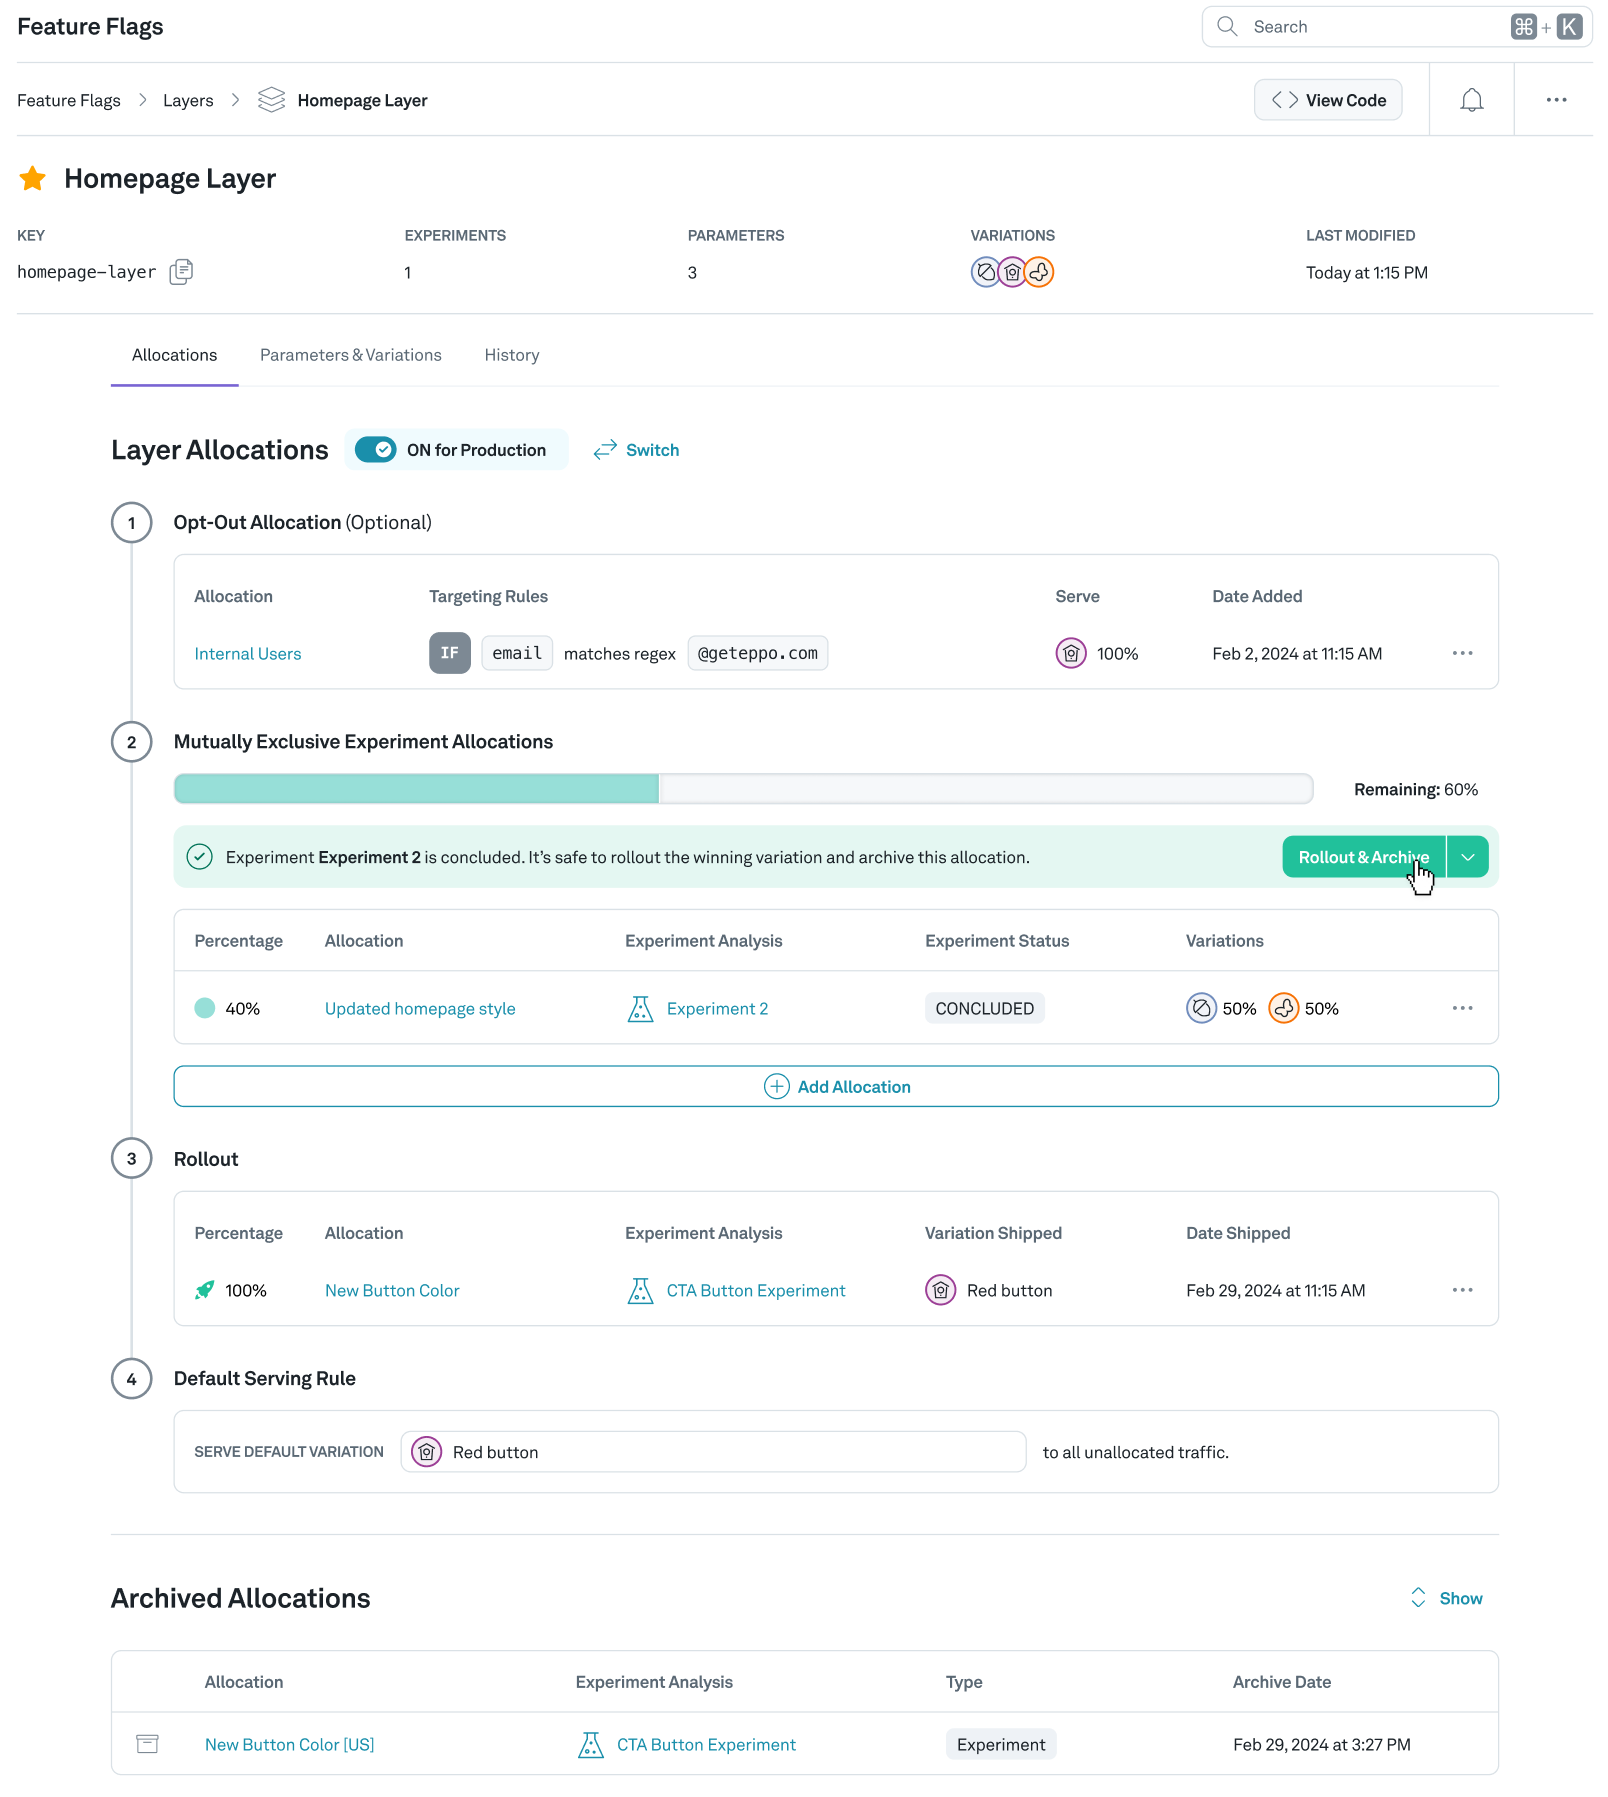 Feature Flags
Search ⌘ + K
Feature Flags Layers Homepage Layer View Code
Homepage Layer
KEY EXPERIMENTS PARAMETERS VARIATIONS LAST MODIFIED
homepage-layer 1 3 Today at 1:15 PM
Allocations Parameters & Variations History
Layer Allocations ON for Production Switch
1 Opt-Out Allocation (Optional)
Allocation Targeting Rules Serve Date Added
Internal Users IF email matches regex @geteppo.com 100% Feb 2, 2024 at 11:15 AM
2 Mutually Exclusive Experiment Allocations
Remaining: 60%
Experiment Experiment 2 is concluded. It’s safe to rollout the winning variation and archive this allocation. Rollout & Archive
Percentage Allocation Experiment Analysis Experiment Status Variations
40% Updated homepage style Experiment 2 CONCLUDED 50% 50%
Add Allocation
3 Rollout
Percentage Allocation Experiment Analysis Variation Shipped Date Shipped
100% New Button Color CTA Button Experiment Red button Feb 29, 2024 at 11:15 AM
4 Default Serving Rule
SERVE DEFAULT VARIATION Red button to all unallocated traffic.
Archived Allocations Show
Allocation Experiment Analysis Type Archive Date
New Button Color [US] CTA Button Experiment Experiment Feb 29, 2024 at 3:27 PM